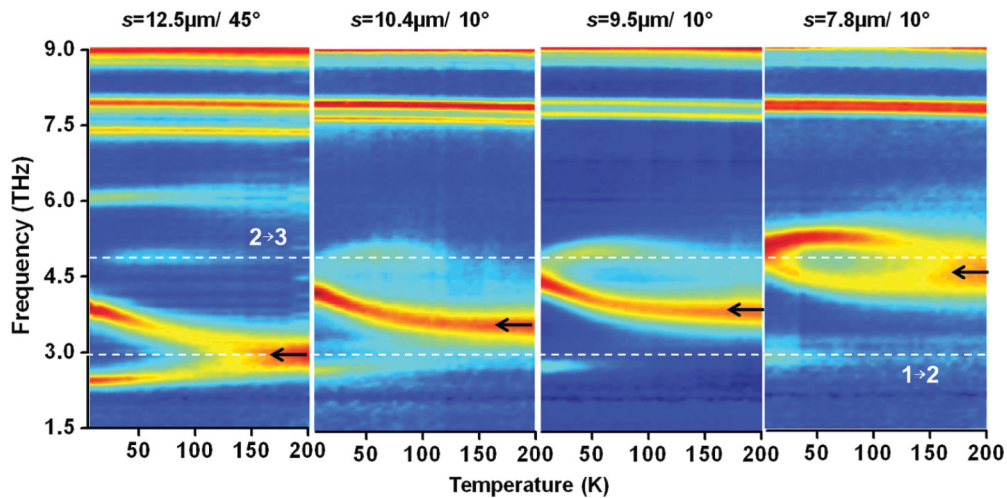 s=12.5µm/ 45° s=10.4µm/ 10° s=9.5µm/ 10° s=7.8µm/ 10°
9.0
7.5
6.0
2→3
4.5
3.0
1→2
1.5
Frequency (THz)
50 100 150 200 50 100 150 200 50 100 150 200 50 100 150 200
Temperature (K)